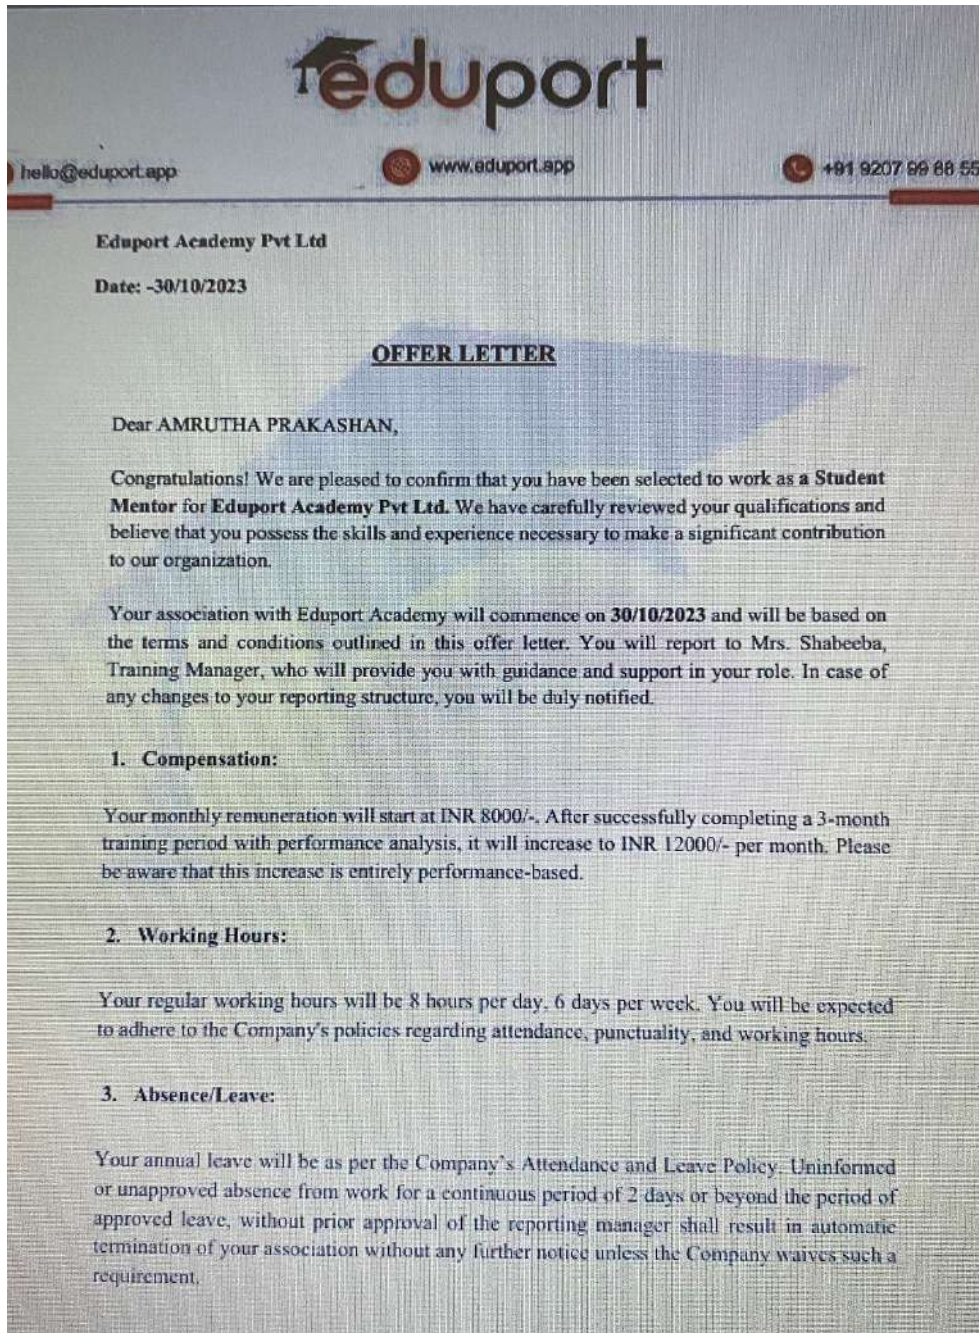 eduport
hello@eduport.app
www.eduport.app
+91 9207 99 88 55
Eduport Academy Pvt Ltd
Date: -30/10/2023
OFFER LETTER
Dear AMRUTHA PRAKASHAN,
Congratulations! We are pleased to confirm that you have been selected to work as a Student
Mentor for Eduport Academy Pvt Ltd. We have carefully reviewed your qualifications and
believe that you possess the skills and experience necessary to make a significant contribution
to our organization.
Your association with Eduport Academy will commence on 30/10/2023 and will be based on
the terms and conditions outlined in this offer letter. You will report to Mrs. Shabeeba,
Training Manager, who will provide you with guidance and support in your role. In case of
any changes to your reporting structure, you will be duly notified.
1. Compensation:
Your monthly remuneration will start at INR 8000/-. After successfully completing a 3-month
training period with performance analysis, it will increase to INR 12000/- per month. Please
be aware that this increase is entirely performance-based.
2. Working Hours:
Your regular working hours will be 8 hours per day, 6 days per week. You will be expected
to adhere to the Company's policies regarding attendance, punctuality, and working hours.
3. Absence/Leave:
Your annual leave will be as per the Company's Attendance and Leave Policy. Uninformed
or unapproved absence from work for a continuous period of 2 days or beyond the period of
approved leave, without prior approval of the reporting manager shall result in automatic
termination of your association without any further notice unless the Company waives such a
requirement.